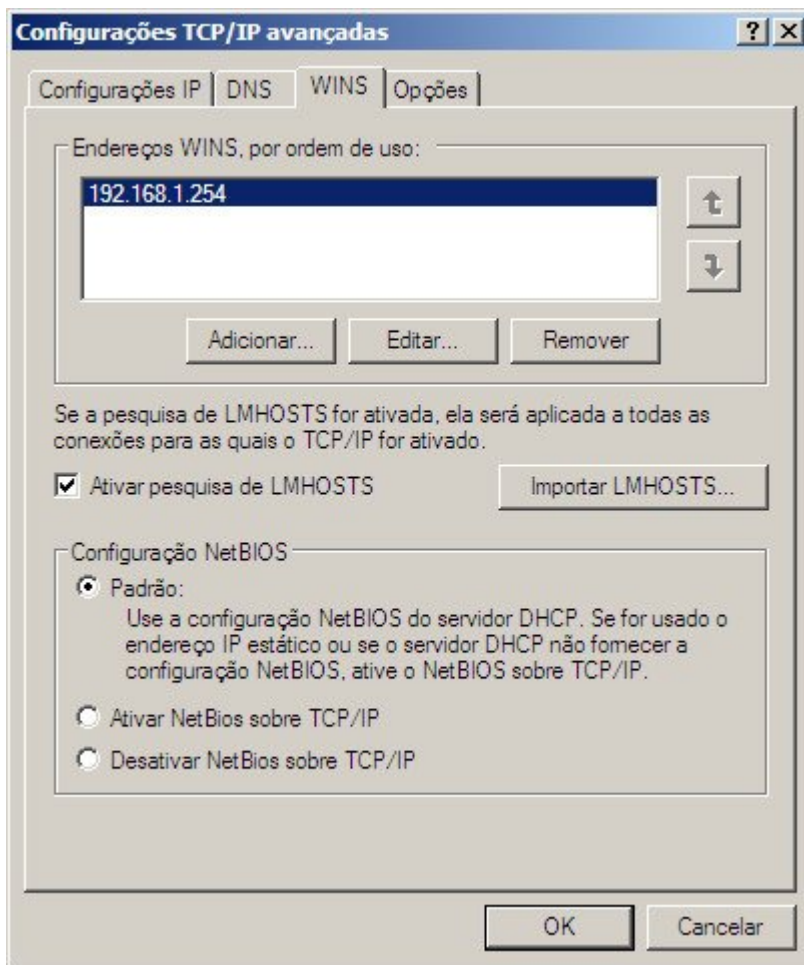 Configurações TCP/IP avançadas
Configurações IP DNS WINS Opções
Endereços WINS, por ordem de uso:
192.168.1.254
Adicionar... Editar... Remover
Se a pesquisa de LMHOSTS for ativada, ela será aplicada a todas as
conexões para as quais o TCP/IP for ativado.
Ativar pesquisa de LMHOSTS Importar LMHOSTS...
Configuração NetBIOS
Padrão:
Use a configuração NetBIOS do servidor DHCP. Se for usado o
endereço IP estático ou se o servidor DHCP não fornecer a
configuração NetBIOS, ative o NetBIOS sobre TCP/IP.
Ativar NetBios sobre TCP/IP
Desativar NetBios sobre TCP/IP
OK Cancelar